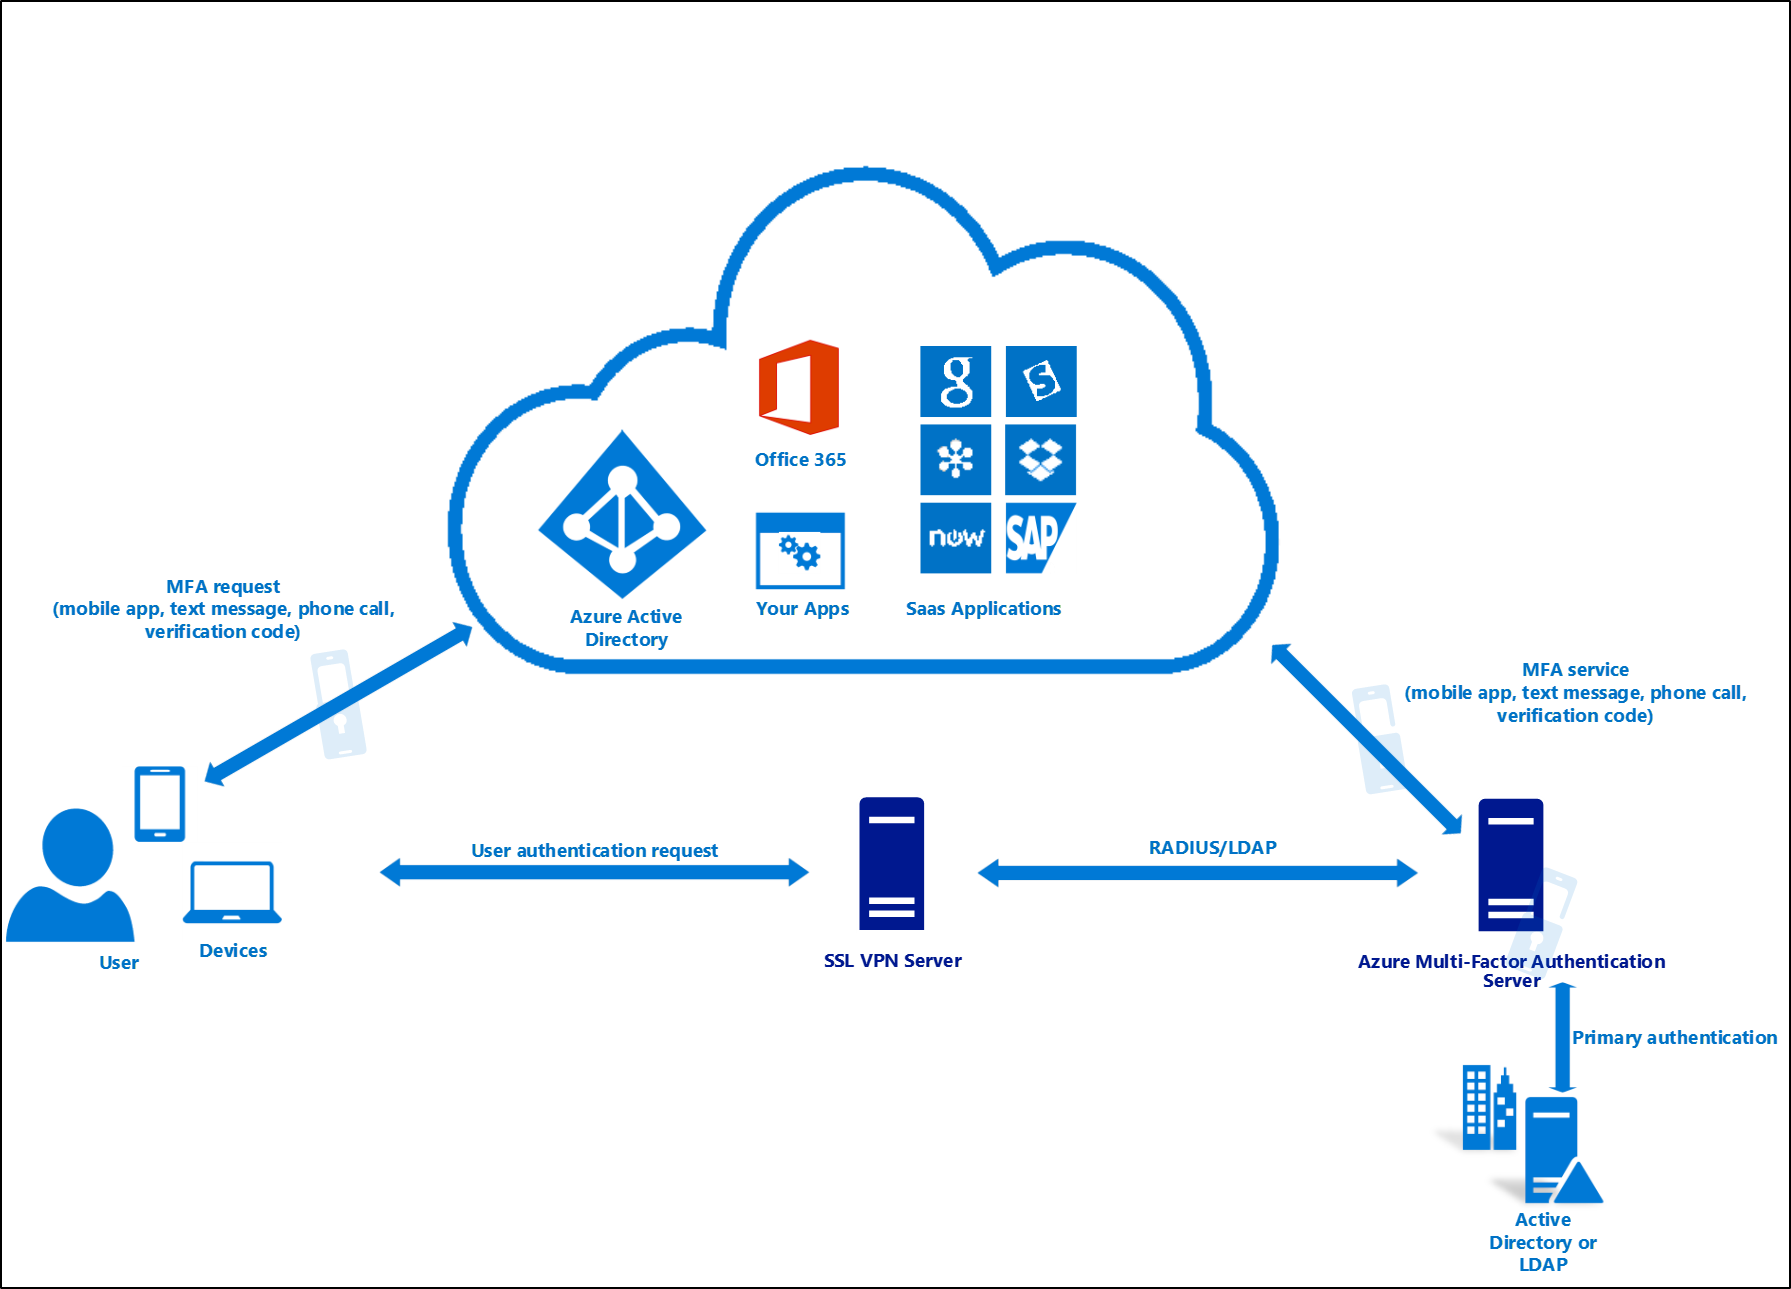 g
S
Office 365
now
SAP
Azure Active
Directory
Your Apps
Saas Applications
MFA request
(mobile app, text message, phone call,
verification code)
MFA service
(mobile app, text message, phone call,
verification code)
User authentication request
RADIUS/LDAP
User
Devices
SSL VPN Server
Azure Multi-Factor Authentication
Server
Primary authentication
Active
Directory or
LDAP